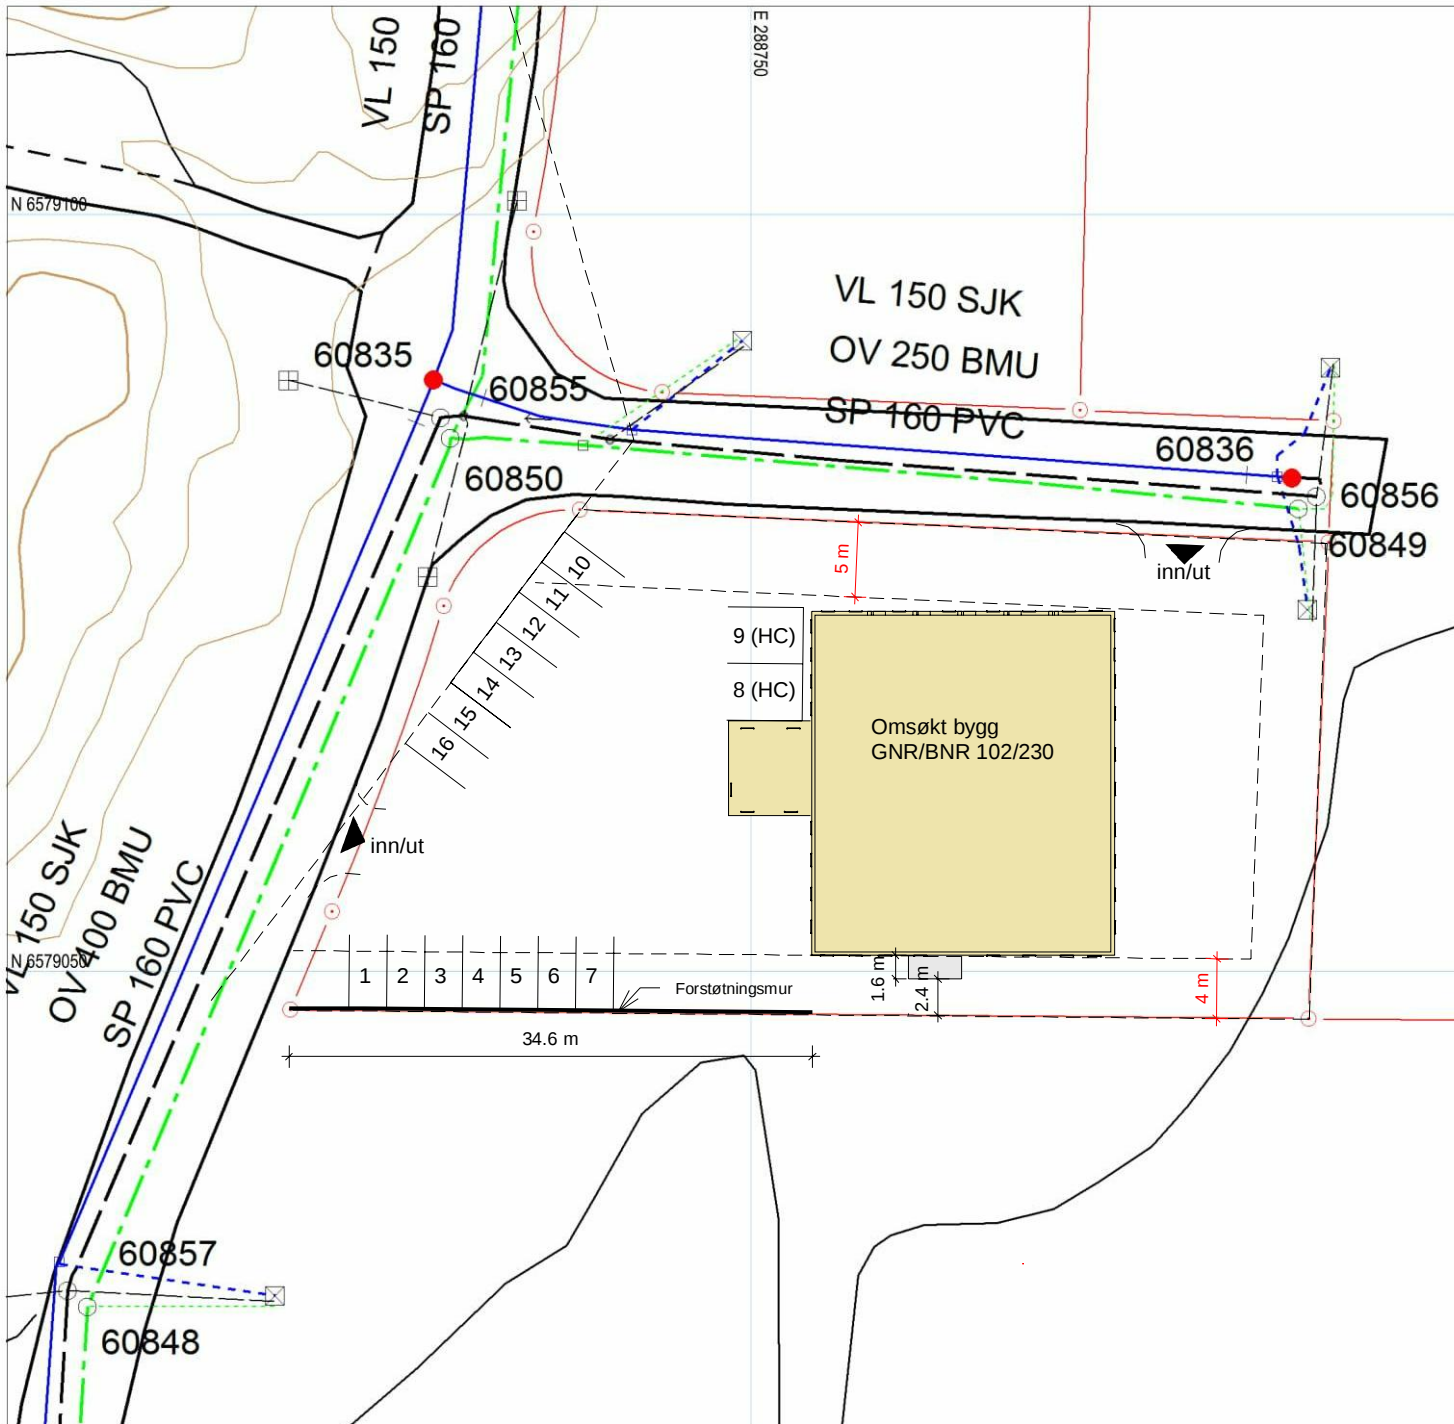 VL 150
SP 160
E 288750
N 6579100
VL 150 SJK
OV 250 BMU
SP 160 PVC
60835
60855
60836
60850
60856
60849
5 m
inn/ut
10
11
12
13
14
15
16
9 (HC)
8 (HC)
Omsøkt bygg
GNR/BNR 102/230
inn/ut
VL 150 SJK
OV 400 BMU
SP 160 PVC
N 6579050
1
2
3
4
5
6
7
Forstøtningsmur
1.6 m
2.4 m
4 m
34.6 m
60857
60848